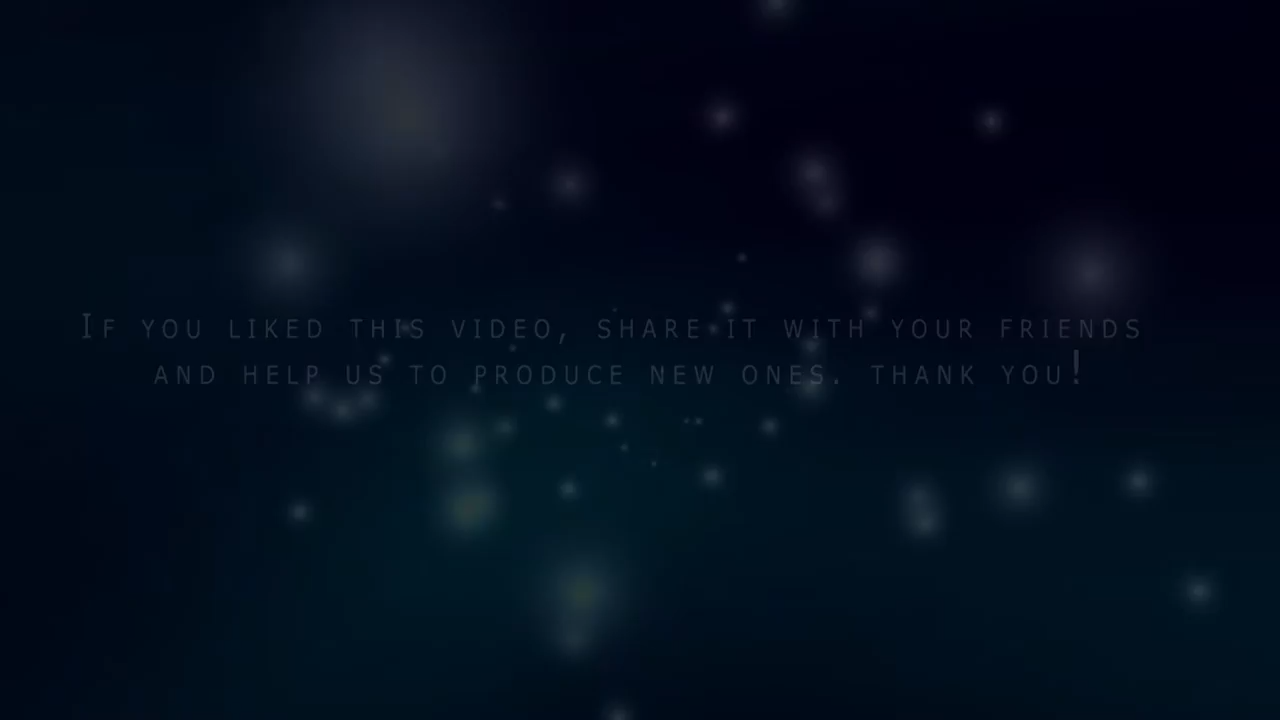 If you liked this video, share it with your friends
and help us to produce new ones. thank you!